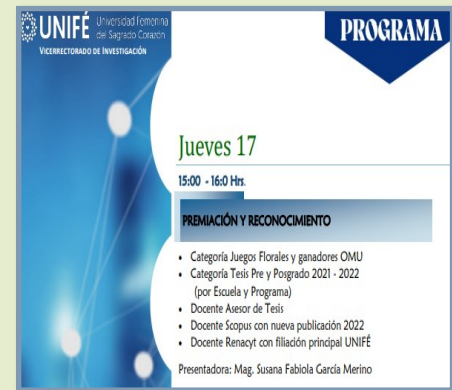 UNIFÉ Universidad Femenina
del Sagrado Corazón
VICERRECTORADO DE INVESTIGACIÓN
PROGRAMA
Jueves 17
15:00 - 16:0 Hrs.
PREMIACIÓN Y RECONOCIMIENTO
• Categoría Juegos Florales y ganadores OMU
• Categoría Tesis Pre y Posgrado 2021 - 2022
(por Escuela y Programa)
• Docente Asesor de Tesis
• Docente Scopus con nueva publicación 2022
• Docente Renacyt con filiación principal UNIFÉ
Presentadora: Mag. Susana Fabiola García Merino